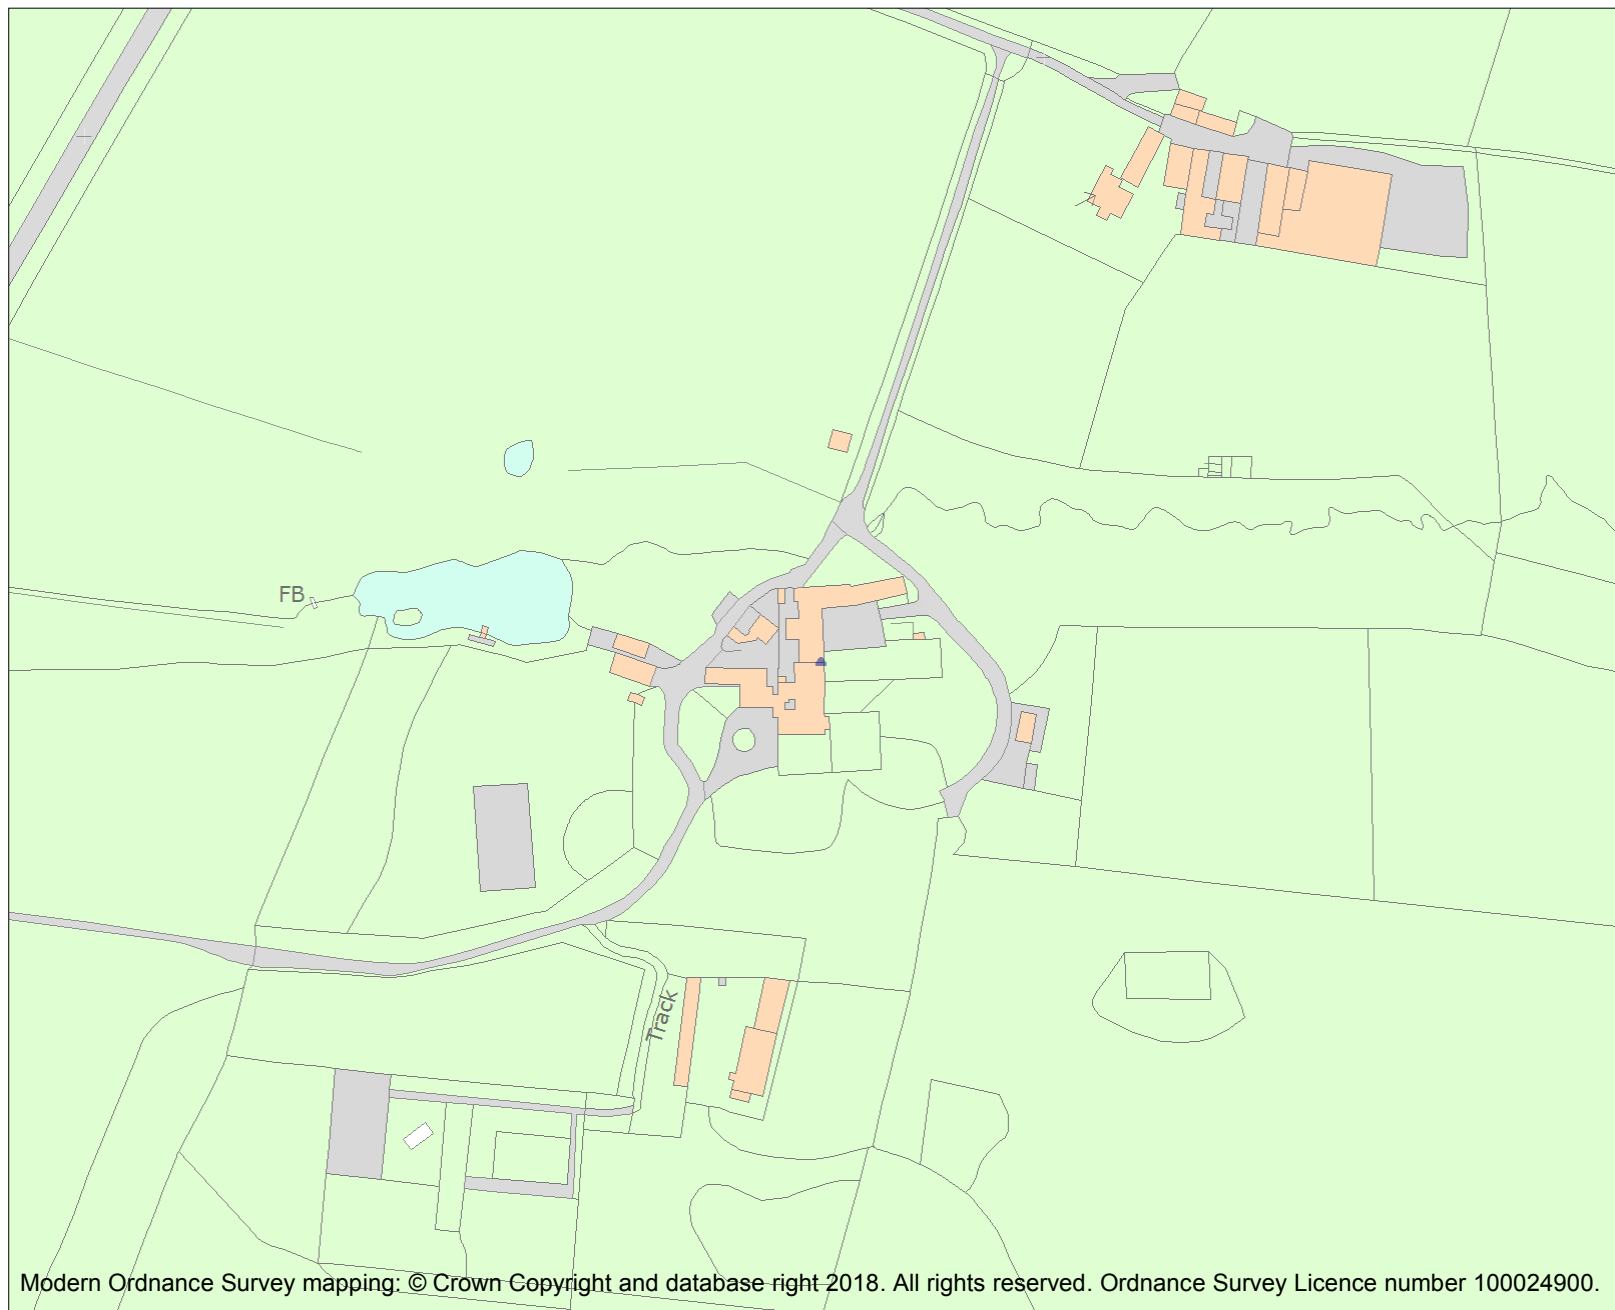 FB
Track
Modern Ordnance Survey mapping: © Crown Copyright and database right 2018. All rights reserved. Ordnance Survey Licence number 100024900.